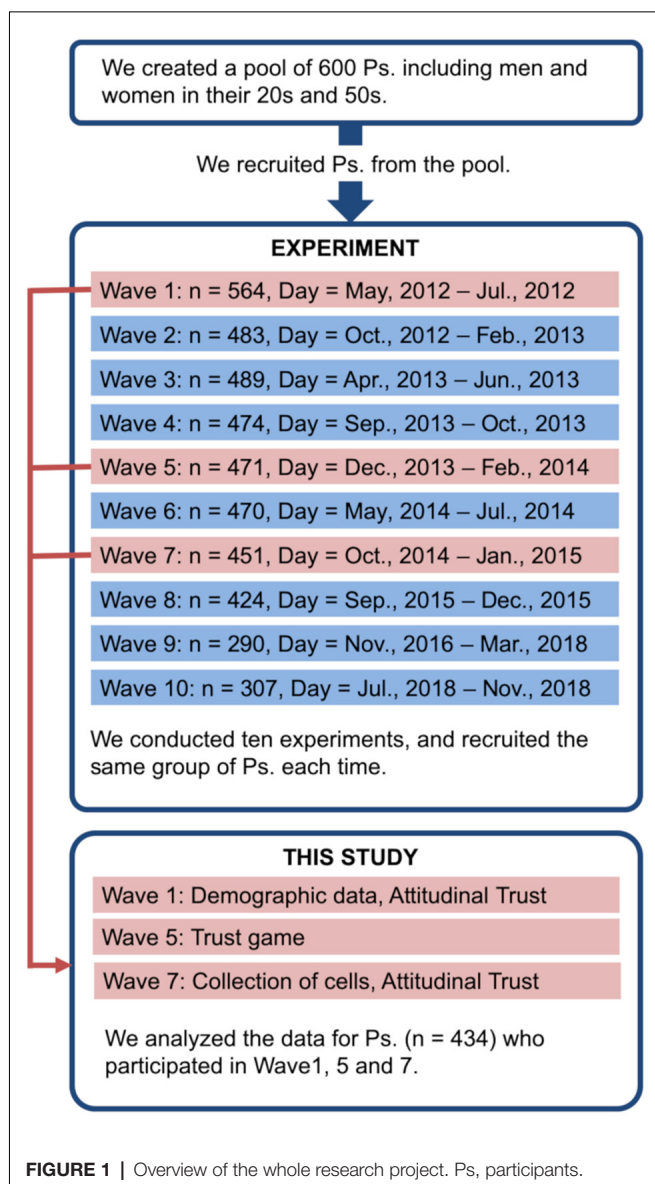 We created a pool of 600 Ps. including men and
women in their 20s and 50s.
We recruited Ps. from the pool.
EXPERIMENT
Wave 1: n = 564, Day = May, 2012 – Jul., 2012
Wave 2: n = 483, Day = Oct., 2012 – Feb., 2013
Wave 3: n = 489, Day = Apr., 2013 – Jun., 2013
Wave 4: n = 474, Day = Sep., 2013 – Oct., 2013
Wave 5: n = 471, Day = Dec., 2013 – Feb., 2014
Wave 6: n = 470, Day = May, 2014 – Jul., 2014
Wave 7: n = 451, Day = Oct., 2014 – Jan., 2015
Wave 8: n = 424, Day = Sep., 2015 – Dec., 2015
Wave 9: n = 290, Day = Nov., 2016 – Mar., 2018
Wave 10: n = 307, Day = Jul., 2018 – Nov., 2018
We conducted ten experiments, and recruited the
same group of Ps. each time.
THIS STUDY
Wave 1: Demographic data, Attitudinal Trust
Wave 5: Trust game
Wave 7: Collection of cells, Attitudinal Trust
We analyzed the data for Ps. (n = 434) who
participated in Wave1, 5 and 7.
FIGURE 1 | Overview of the whole research project. Ps, participants.